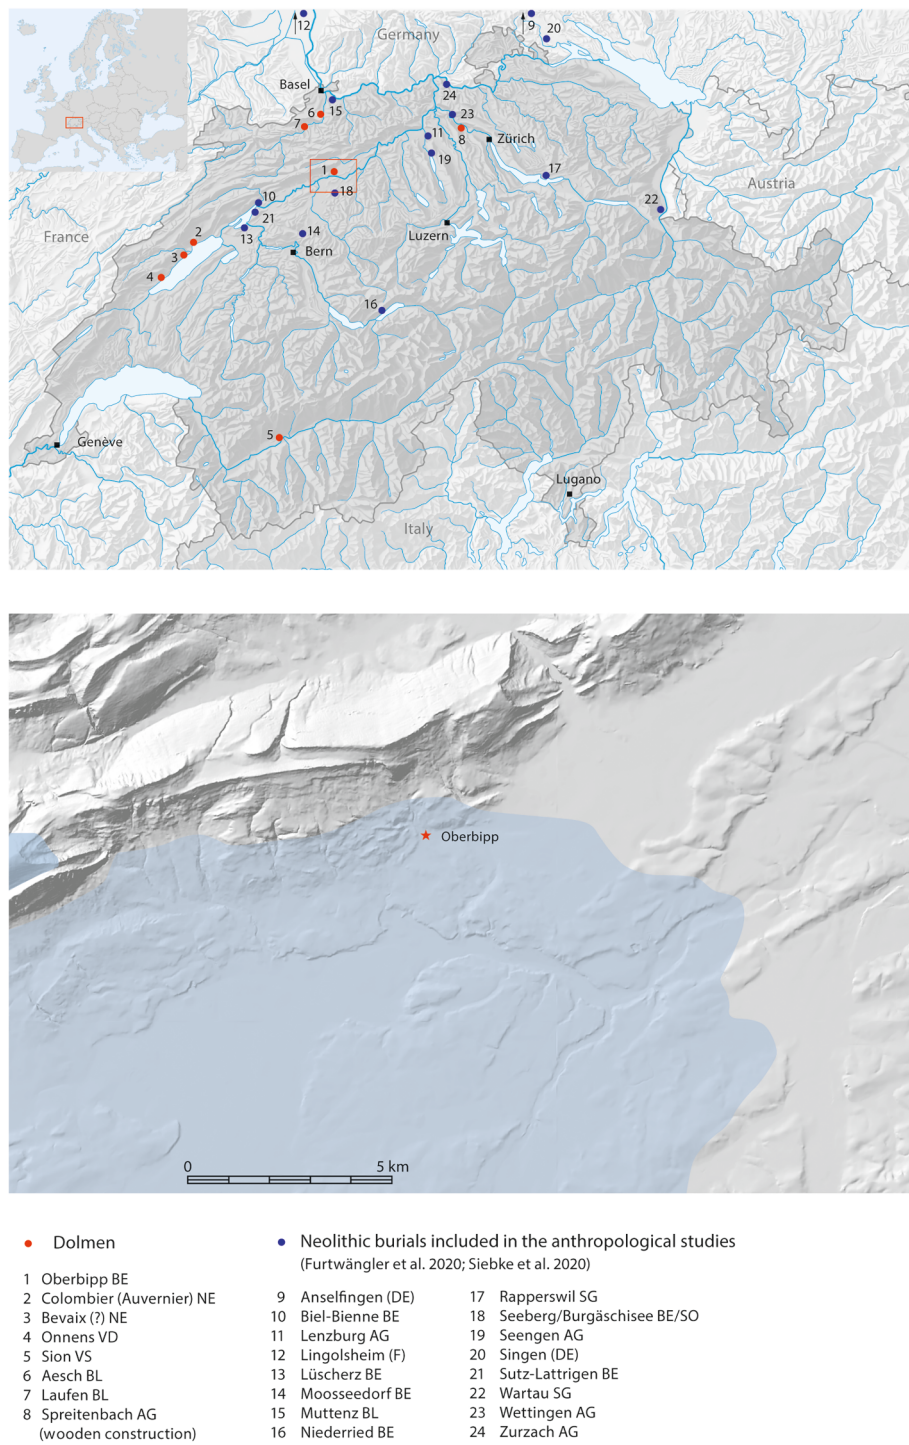 12
Germany
9
20
Basel
15
24
6
7
23
11
8
Zürich
19
1
18
17
Austria
22
10
21
France
2
13
14
Bern
Luzern
3
4
16
5
Genève
Lugano
Italy
Oberbipp
0 5 km
Dolmen
1 Oberbipp BE
2 Colombier (Auvernier) NE
3 Bevaix (?) NE
4 Onnens VD
5 Sion VS
6 Aesch BL
7 Laufen BL
8 Spreitenbach AG
(wooden construction)
Neolithic burials included in the anthropological studies
(Furtwängler et al. 2020; Siebke et al. 2020)
9 Anselfingen (DE)
10 Biel-Bienne BE
11 Lenzburg AG
12 Lingolsheim (F)
13 Lüscherz BE
14 Moosseedorf BE
15 Muttenz BL
16 Niederried BE
17 Rapperswil SG
18 Seeberg/Burgäschisee BE/SO
19 Seengen AG
20 Singen (DE)
21 Sutz-Lattrigen BE
22 Wartau SG
23 Wettingen AG
24 Zurzach AG